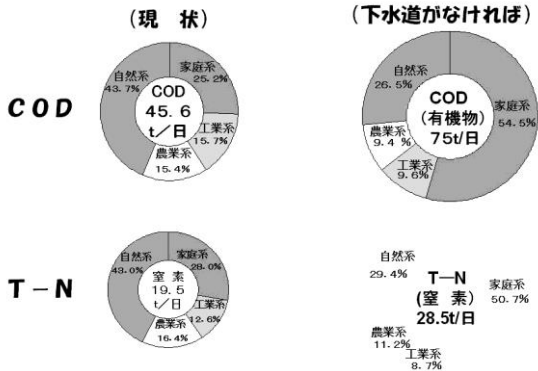 (現 状)
(下水道がなければ)
COD
自然系
43.7%
家庭系
25.2%
COD
45.6
t/日
工業系
15.7%
農業系
15.4%
自然系
26.5%
家庭系
54.5%
COD
(有機物)
75t/日
農業系
9.4 %
工業系
9.6%
T-N
自然系
43.0%
家庭系
28.0%
窒 素
19.5
t/日
工業系
12.6%
農業系
16.4%
自然系
29.4%
家庭系
50.7%
T-N
(窒 素)
28.5t/日
農業系
11.2%
工業系
8.7%